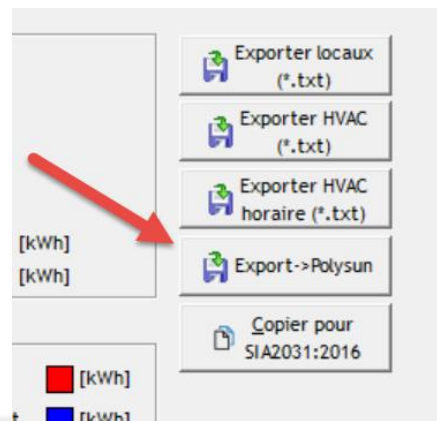 Exporter locaux
(*.txt)
Exporter HVAC
(*.txt)
Exporter HVAC
horaire (*.txt)
[kWh]
Export->Polysun
[kWh]
Copier pour
SIA2031:2016
[kWh]
[kWh]